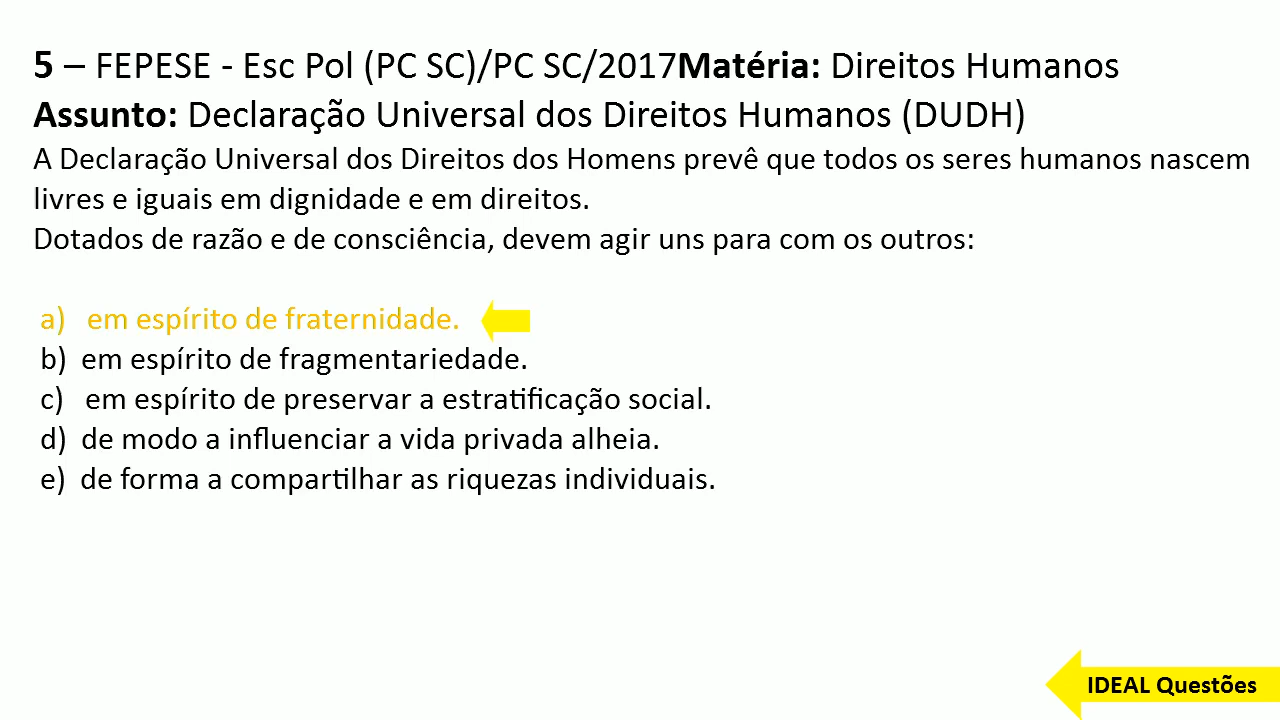 5 – FEPESE - Esc Pol (PC SC)/PC SC/2017Matéria: Direitos Humanos
Assunto: Declaração Universal dos Direitos Humanos (DUDH)
A Declaração Universal dos Direitos dos Homens prevê que todos os seres humanos nascem
livres e iguais em dignidade e em direitos.
Dotados de razão e de consciência, devem agir uns para com os outros:
a) em espírito de fraternidade.
b) em espírito de fragmentariedade.
c) em espírito de preservar a estratificação social.
d) de modo a influenciar a vida privada alheia.
e) de forma a compartilhar as riquezas individuais.
IDEAL Questões